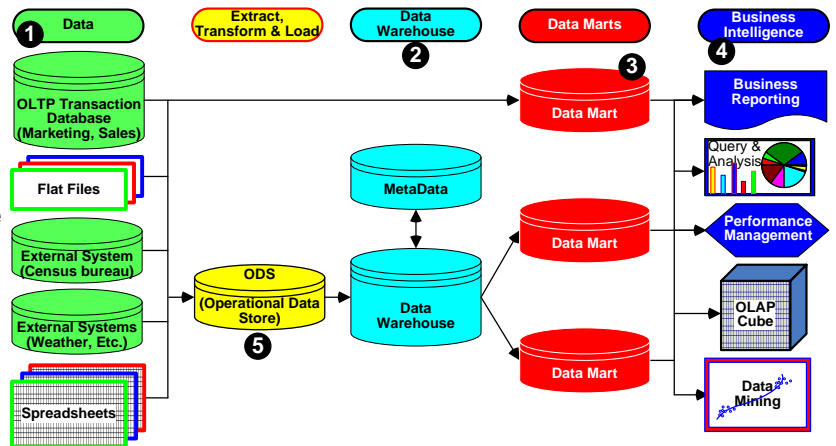 Data
Extract,
Transform & Load
Data
Warehouse
Data Marts
Business
Intelligence
1
2
3
4
OLTP Transaction
Database
(Marketing, Sales)
Data Mart
Business
Reporting
Flat Files
MetaData
Query &
Analysis
External System
(Census bureau)
Data Mart
Performance
Management
ODS
(Operational Data
Store)
5
Data
Warehouse
OLAP
Cube
External Systems
(Weather, Etc.)
Data Mart
Spreadsheets
Data
Mining